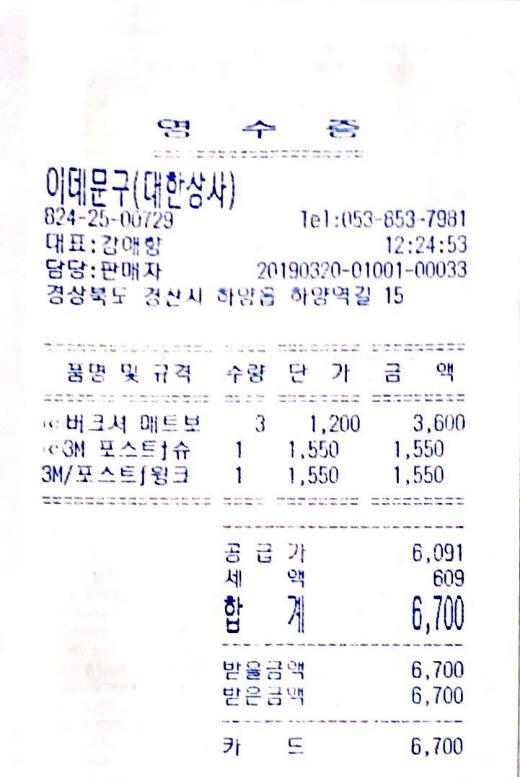 영 수 증
이데문구(대한상사)
824-25-00729 Tel:053-853-7981
대표:강애향 12:24:53
담당:판매자 20190320-01001-00033
경상북도 경산시 하양읍 하양역길 15
품명 및 규격 수량 단 가 금 액
버크셔 매트보 3 1,200 3,600
3M 포스트f슈 1 1,550 1,550
3M/포스트f윙크 1 1,550 1,550
공 급 가 6,091
세 액 609
합 계 6,700
받을금액 6,700
받은금액 6,700
카 드 6,700